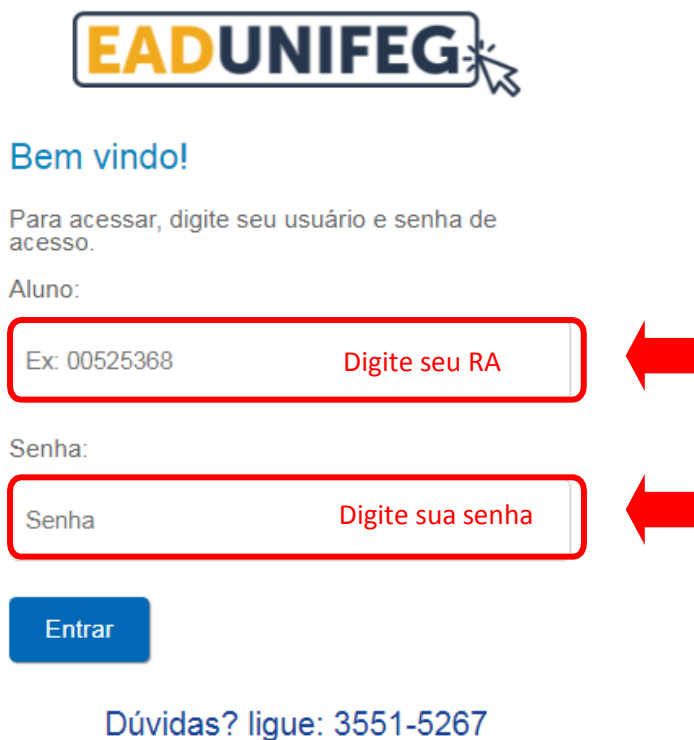 EADUNIFEG
Bem vindo!
Para acessar, digite seu usuário e senha de
acesso.
Aluno:
Ex: 00525368 Digite seu RA
Senha:
Senha Digite sua senha
Entrar
Dúvidas? ligue: 3551-5267